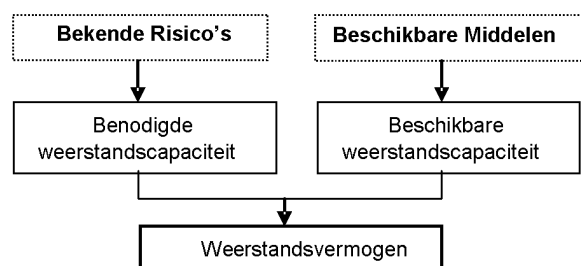 Bekende Risico's
Beschikbare Middelen
Benodigde
weerstandscapaciteit
Beschikbare
weerstandscapaciteit
Weerstandsvermogen